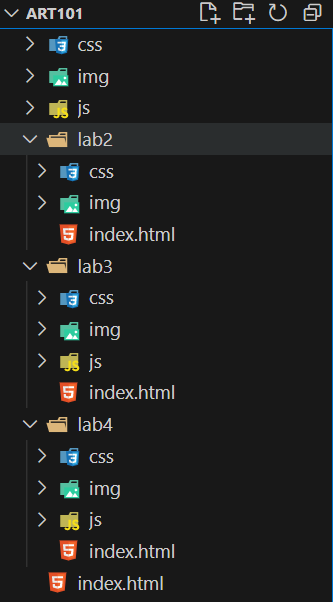 ART101
css
img
js
lab2
css
img
index.html
lab3
css
img
js
index.html
lab4
css
img
js
index.html
index.html